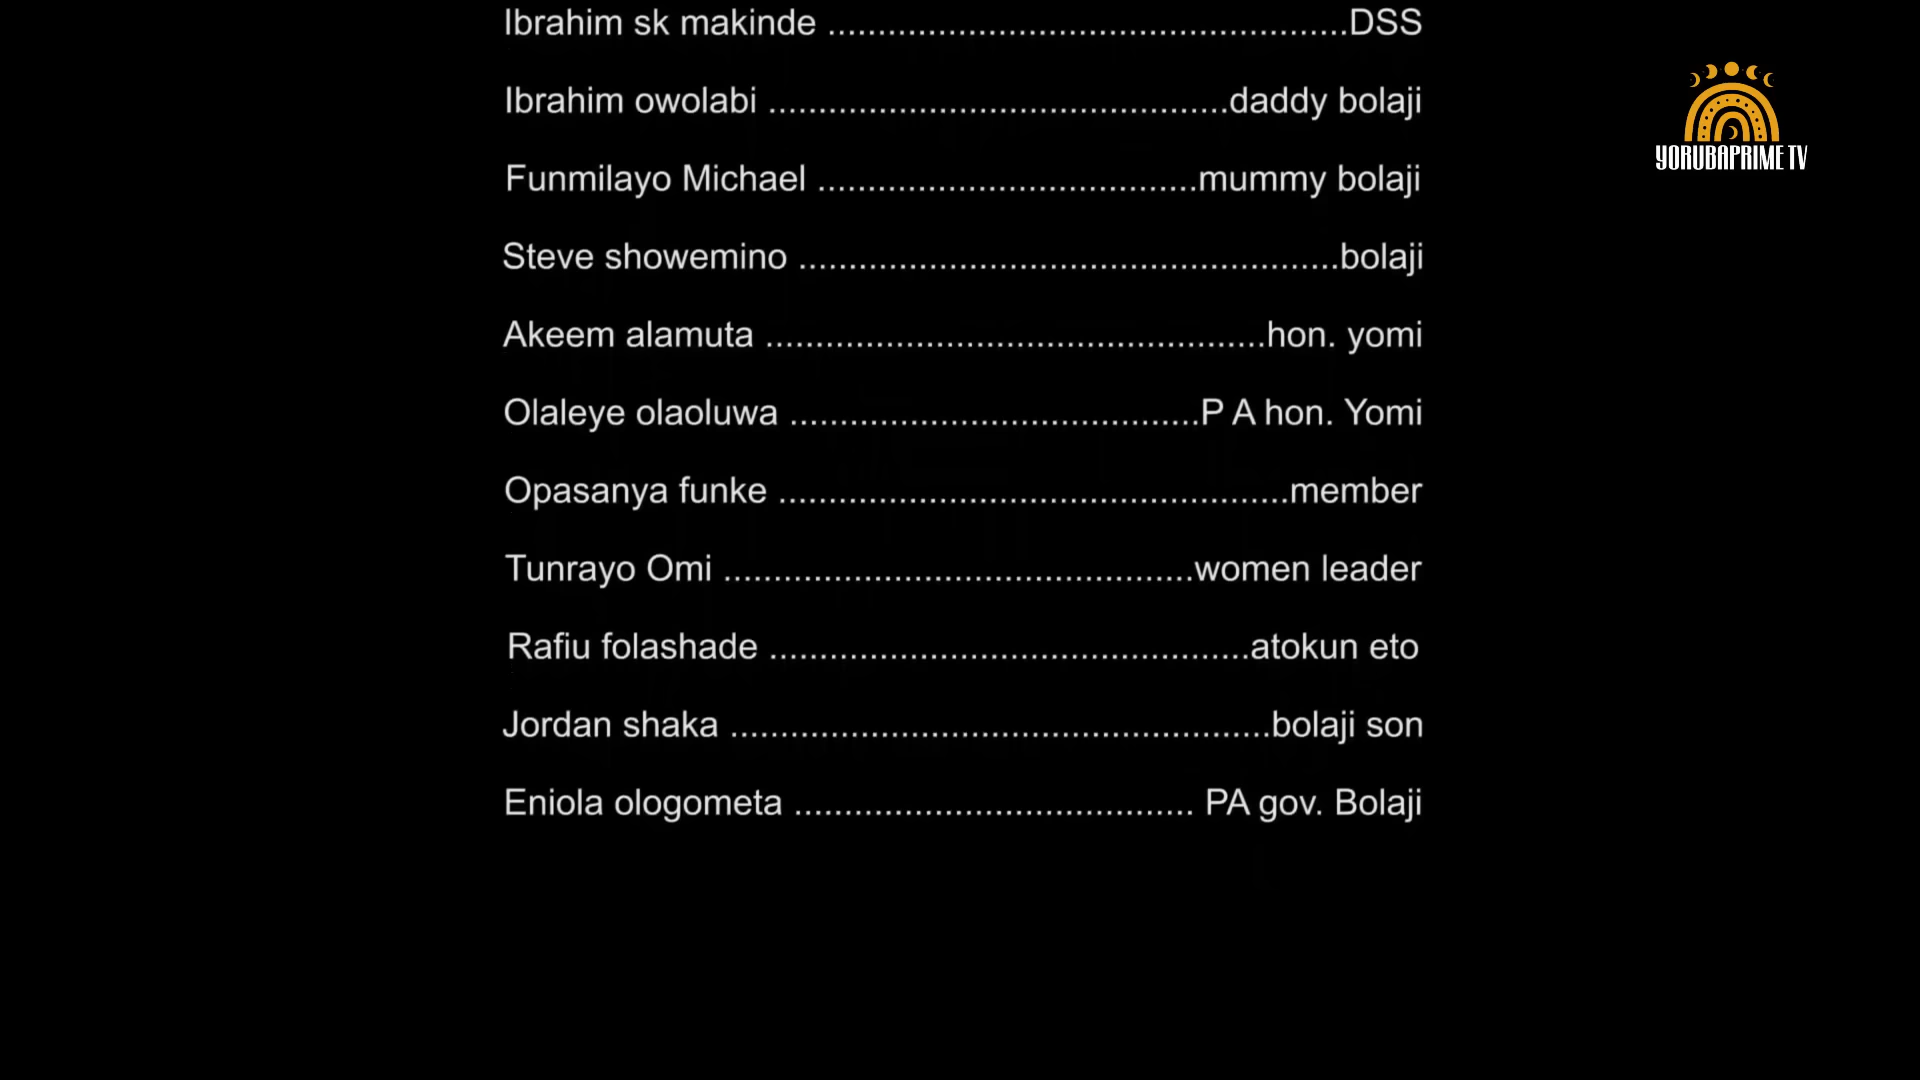 Ibrahim sk makinde ....................................................DSS
Ibrahim owolabi ..............................................daddy bolaji
Funmilayo Michael ......................................mummy bolaji
Steve showemino ......................................................bolaji
Akeem alamuta ..................................................hon. yomi
Olaleye olaoluwa .........................................P A hon. Yomi
Opasanya funke ...................................................member
Tunrayo Omi ...............................................women leader
Rafiu folashade ................................................atokun eto
Jordan shaka ......................................................bolaji son
Eniola ologometa ........................................ PA gov. Bolaji
YORUBAPRIME TV